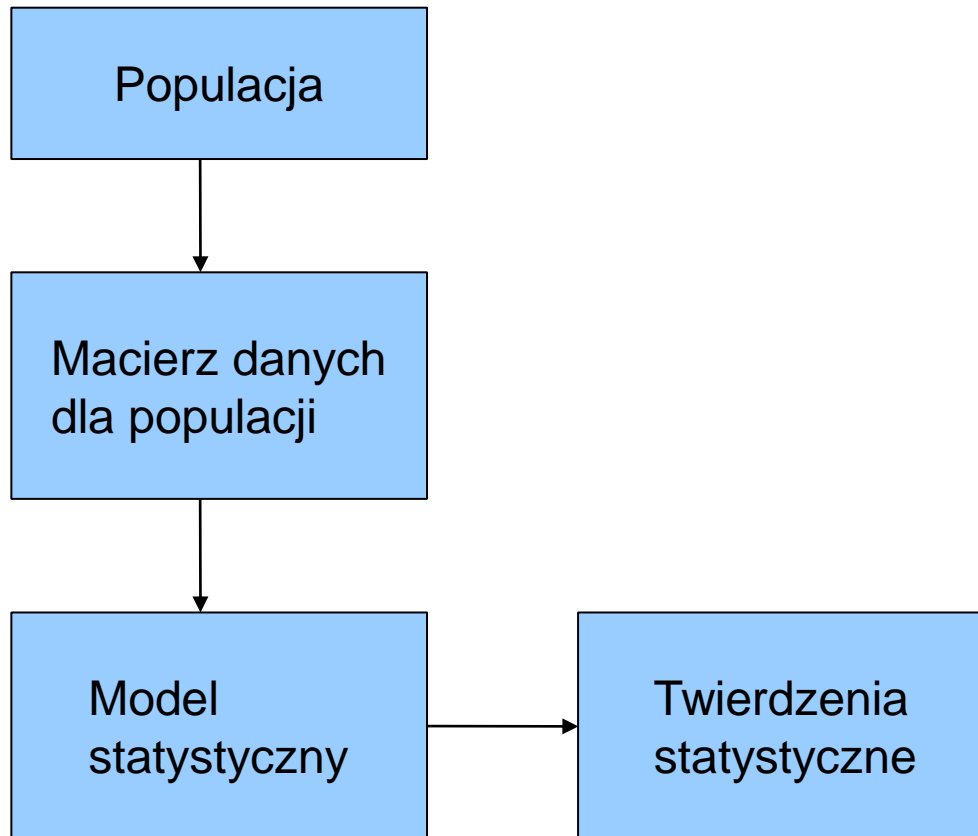 Populacja
Macierz danych
dla populacji
Model
statystyczny
Twierdzenia
statystyczne